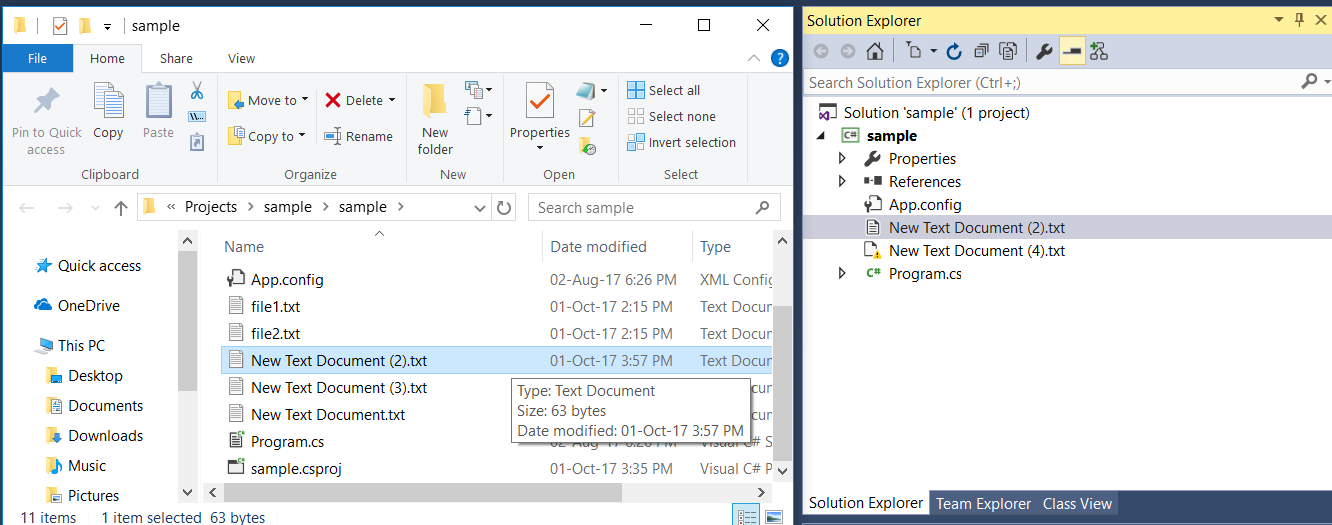 sample
File
Home
Share
View
Pin to Quick access
Copy
Paste
Move to
Copy to
Delete
Rename
New folder
Properties
Select all
Select none
Invert selection
Clipboard
Organize
New
Open
Select
« Projects > sample > sample >
Search sample
Quick access
OneDrive
This PC
Desktop
Documents
Downloads
Music
Pictures
Name Date modified Type
App.config 02-Aug-17 6:26 PM XML Config
file1.txt 01-Oct-17 2:15 PM Text Docum
file2.txt 01-Oct-17 2:15 PM Text Docum
New Text Document (2).txt 01-Oct-17 3:57 PM Text Docum
New Text Document (3).txt
New Text Document.txt
Program.cs 02-Aug-17 6:26 PM Visual C# S
sample.csproj 01-Oct-17 3:35 PM Visual C# P
Type: Text Document
Size: 63 bytes
Date modified: 01-Oct-17 3:57 PM
11 items 1 item selected 63 bytes
Solution Explorer
Search Solution Explorer (Ctrl+;)
Solution 'sample' (1 project)
C# sample
Properties
References
App.config
New Text Document (2).txt
New Text Document (4).txt
C# Program.cs
Solution Explorer Team Explorer Class View